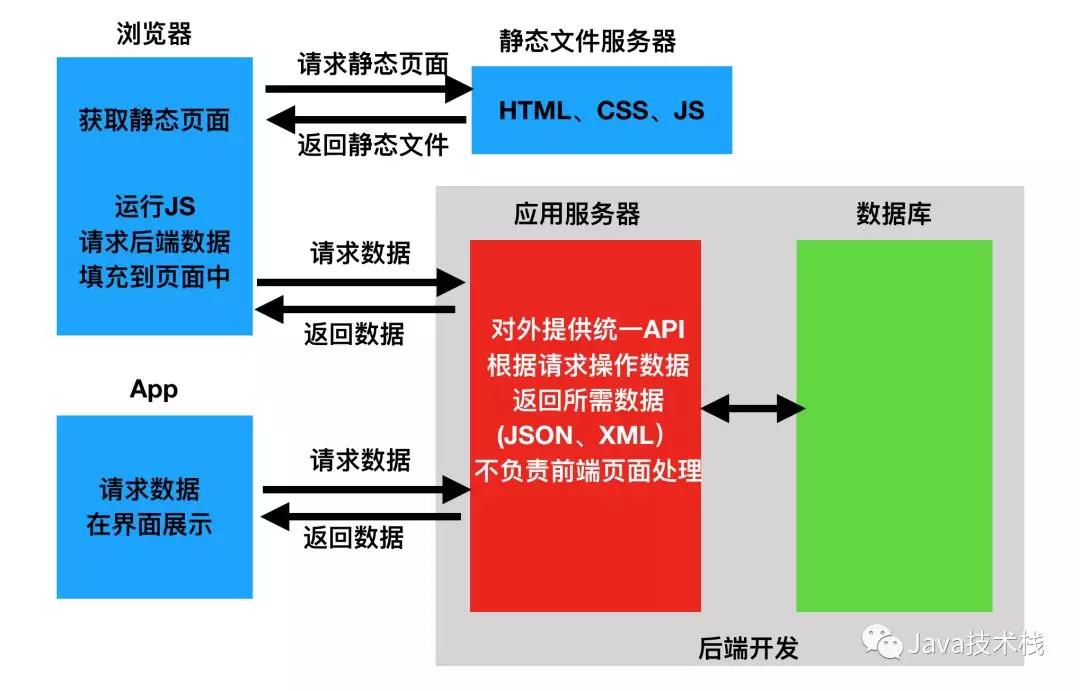 浏览器
获取静态页面
运行JS
请求后端数据
填充到页面中
请求静态页面
返回静态文件
静态文件服务器
HTML、CSS、JS
请求数据
返回数据
App
请求数据
在界面展示
请求数据
返回数据
应用服务器
对外提供统一API
根据请求操作数据
返回所需数据
(JSON、XML）
不负责前端页面处理
数据库
后端开发
Java技术栈